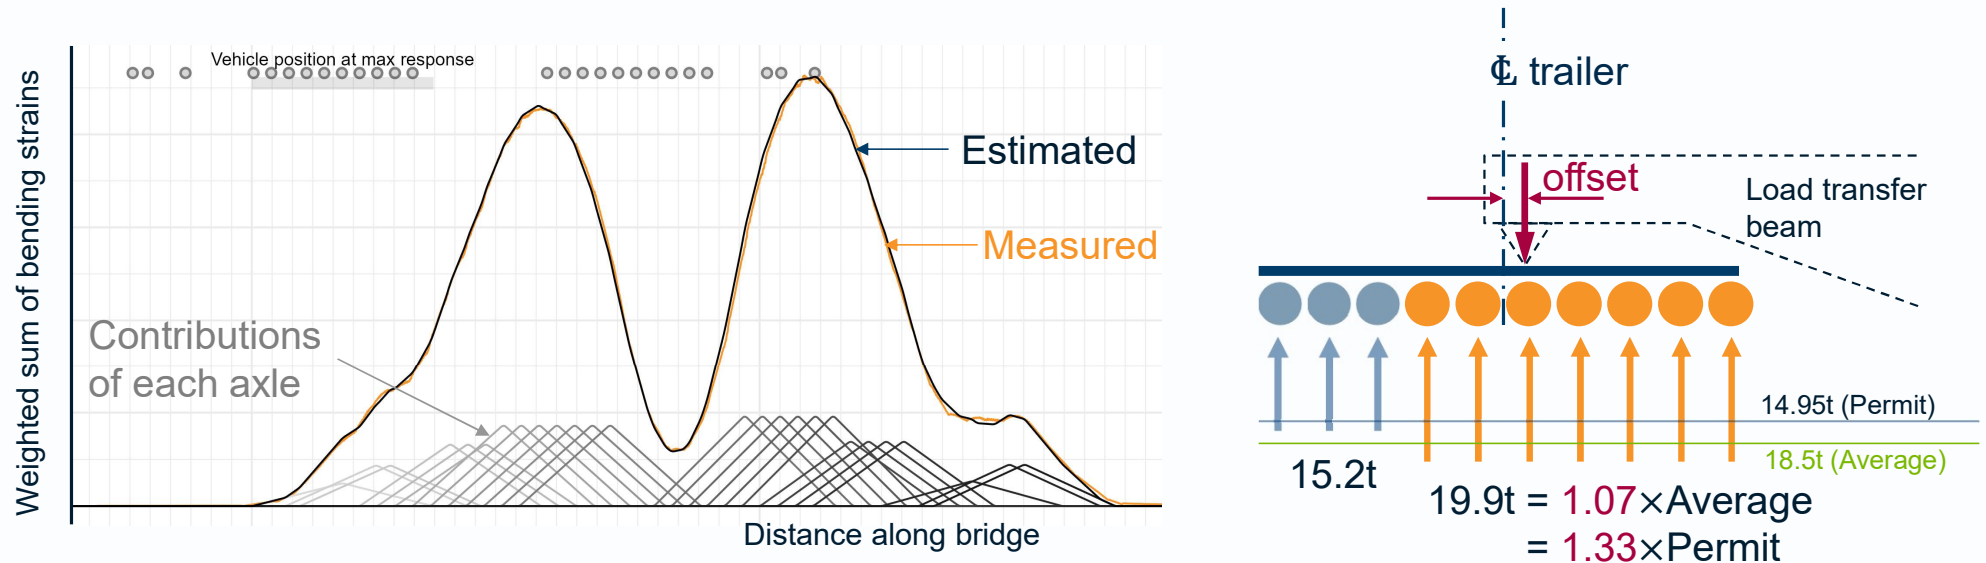 Vehicle position at max response
Weighted sum of bending strains
Estimated
Measured
Contributions
of each axle
Distance along bridge
℄ trailer
offset
Load transfer
beam
14.95t (Permit)
18.5t (Average)
15.2t
19.9t = 1.07×Average
= 1.33×Permit